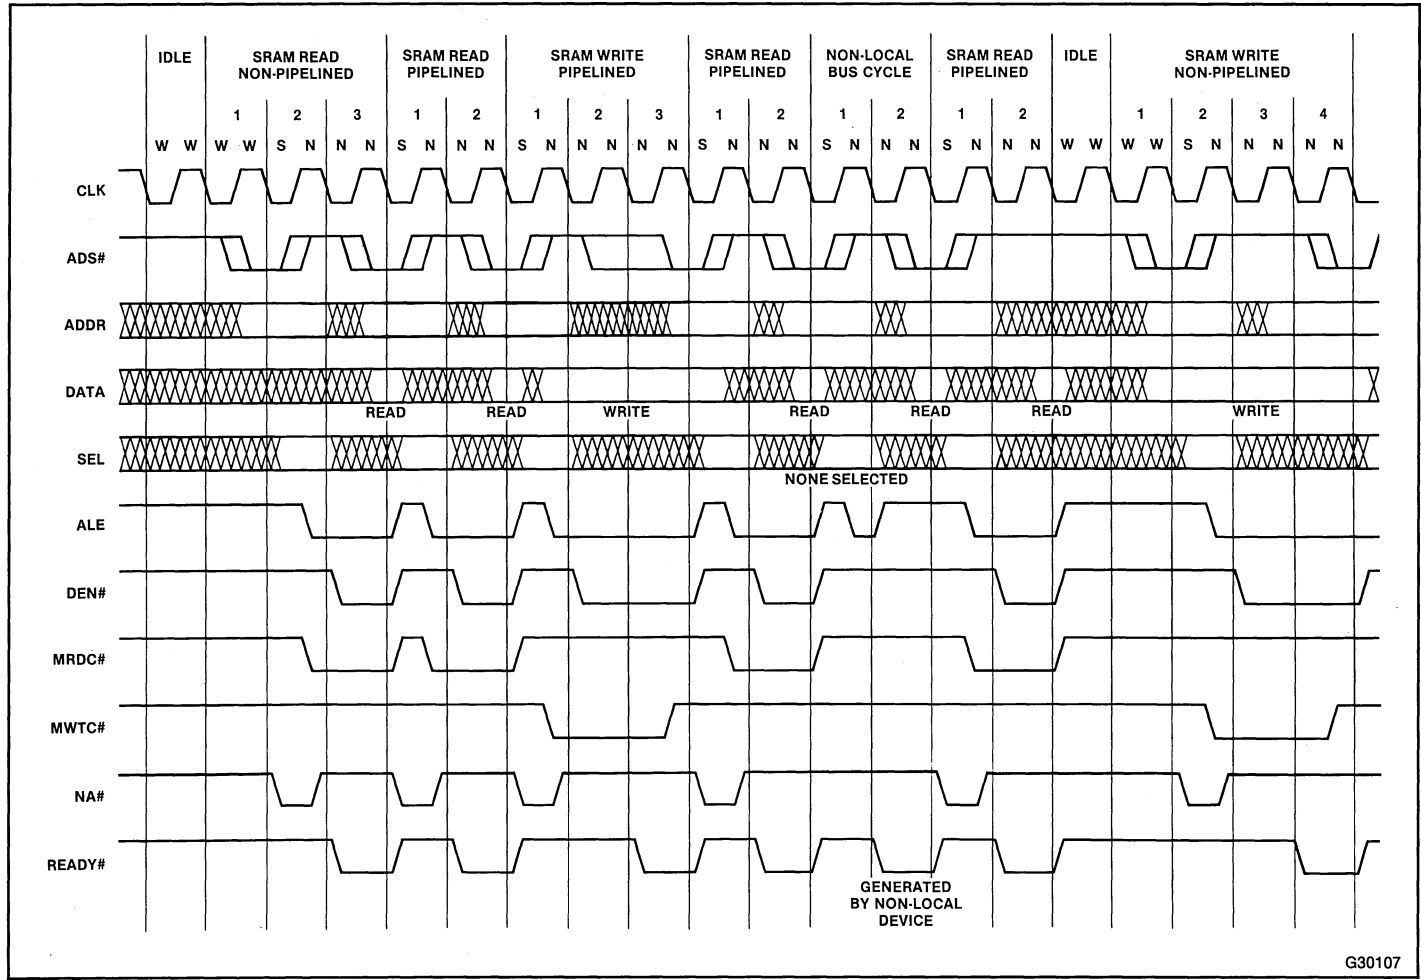 IDLE SRAM READ SRAM READ SRAM WRITE SRAM READ NON-LOCAL SRAM READ IDLE SRAM WRITE
NON-PIPELINED PIPELINED PIPELINED PIPELINED BUS CYCLE PIPELINED NON-PIPELINED
1 2 3 1 2 1 2 3 1 2 1 2 1 2 1 2 3 4
W W W W S N N N S N N N S N N N N N S N N N S N N N S N N N W W W W S N N N N N
CLK
ADS#
ADDR
DATA
READ READ WRITE READ READ READ WRITE
SEL
NONE SELECTED
ALE
DEN#
MRDC#
MWTC#
NA#
READY#
GENERATED
BY NON-LOCAL
DEVICE
G30107